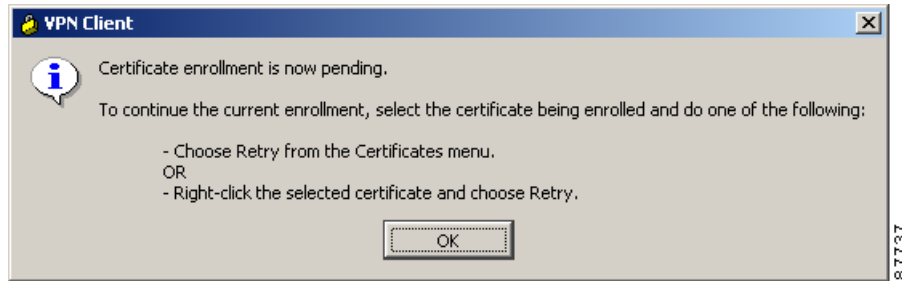 VPN Client
Certificate enrollment is now pending.
To continue the current enrollment, select the certificate being enrolled and do one of the following:
- Choose Retry from the Certificates menu.
OR
- Right-click the selected certificate and choose Retry.
OK
87737